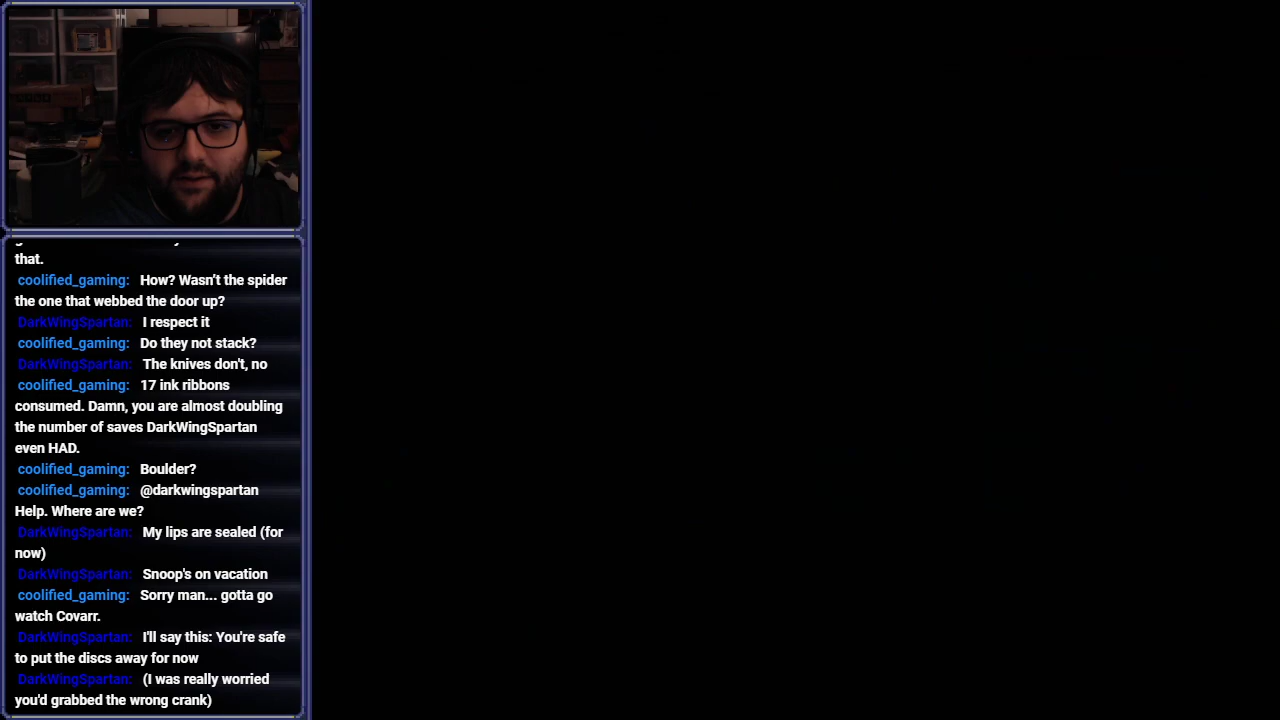 that.
coolified_gaming: How? Wasn't the spider
the one that webbed the door up?
DarkWingSpartan: I respect it
coolified_gaming: Do they not stack?
DarkWingSpartan: The knives don't, no
coolified_gaming: 17 ink ribbons
consumed. Damn, you are almost doubling
the number of saves DarkWingSpartan
even HAD.
coolified_gaming: Boulder?
coolified_gaming: @darkwingspartan
Help. Where are we?
DarkWingSpartan: My lips are sealed (for
now)
DarkWingSpartan: Snoop's on vacation
coolified_gaming: Sorry man... gotta go
watch Covarr.
DarkWingSpartan: I'll say this: You're safe
to put the discs away for now
DarkWingSpartan: (I was really worried
you'd grabbed the wrong crank)